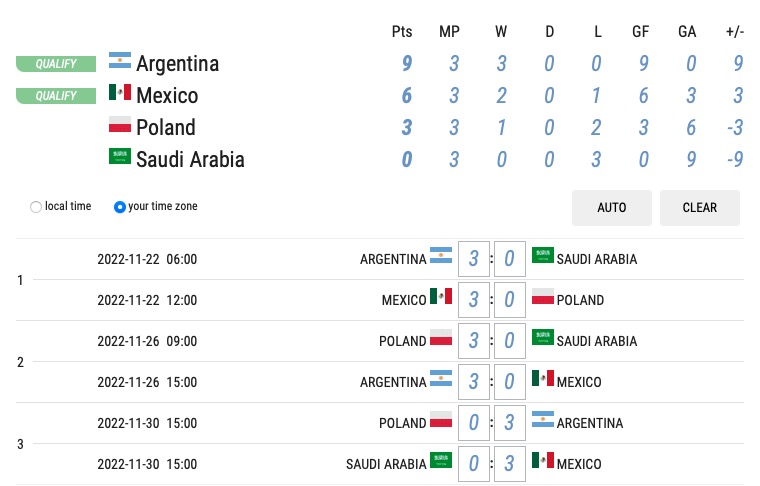 Pts MP W D L GF GA +/-
QUALIFY Argentina 9 3 3 0 0 9 0 9
QUALIFY Mexico 6 3 2 0 1 6 3 3
Poland 3 3 1 0 2 3 6 -3
Saudi Arabia 0 3 0 0 3 0 9 -9
local time your time zone AUTO CLEAR
1
2022-11-22 06:00 ARGENTINA 3 : 0 SAUDI ARABIA
2022-11-22 12:00 MEXICO 3 : 0 POLAND
2
2022-11-26 09:00 POLAND 3 : 0 SAUDI ARABIA
2022-11-26 15:00 ARGENTINA 3 : 0 MEXICO
3
2022-11-30 15:00 POLAND 0 : 3 ARGENTINA
2022-11-30 15:00 SAUDI ARABIA 0 : 3 MEXICO